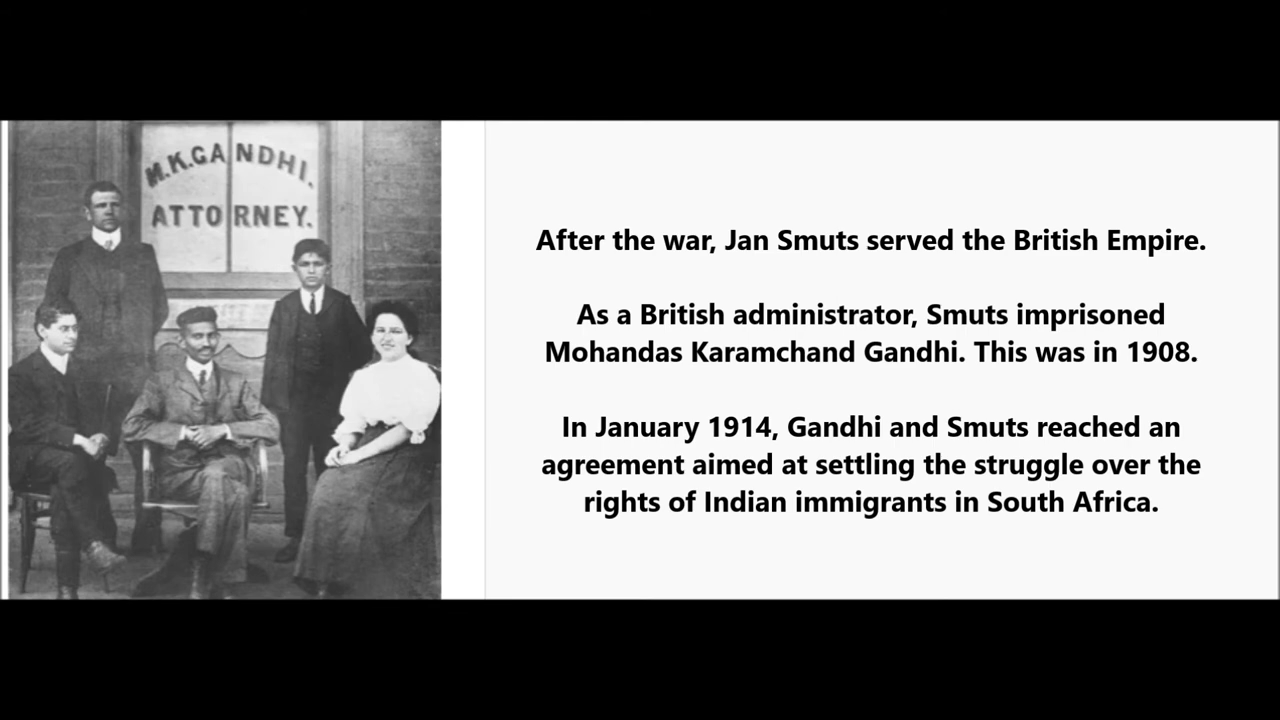 M.K.GANDHI.
ATTORNEY.
After the war, Jan Smuts served the British Empire.
As a British administrator, Smuts imprisoned
Mohandas Karamchand Gandhi. This was in 1908.
In January 1914, Gandhi and Smuts reached an
agreement aimed at settling the struggle over the
rights of Indian immigrants in South Africa.